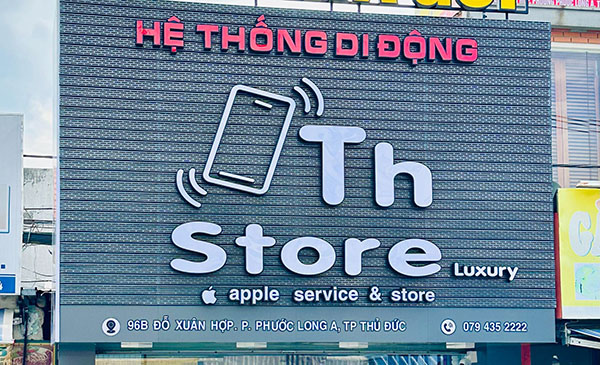 HỆ THỐNG DI ĐỘNG
Th
Store Luxury
apple service & store
96B ĐỖ XUÂN HỢP. P. PHƯỚC LONG A, TP THỦ ĐỨC 079 435 2222